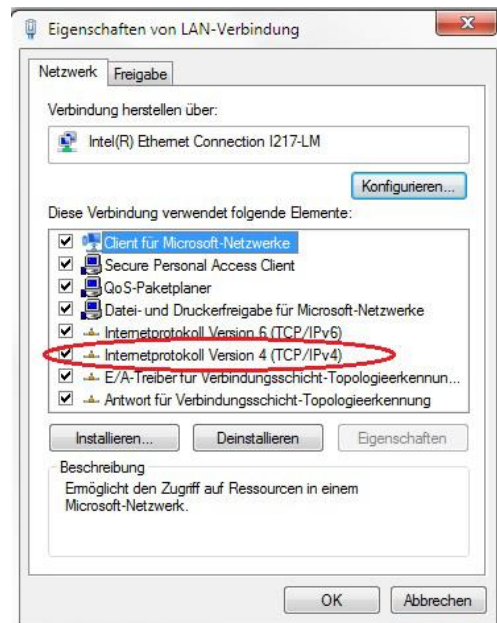 Eigenschaften von LAN-Verbindung
Netzwerk
Freigabe
Verbindung herstellen über:
Intel(R) Ethernet Connection I217-LM
Konfigurieren...
Diese Verbindung verwendet folgende Elemente:
Client für Microsoft-Netzwerke
Secure Personal Access Client
QoS-Paketplaner
Datei- und Druckerfreigabe für Microsoft-Netzwerke
Internetprotokoll Version 6 (TCP/IPv6)
Internetprotokoll Version 4 (TCP/IPv4)
E/A-Treiber für Verbindungsschicht-Topologieerkennun...
Antwort für Verbindungsschicht-Topologieerkennung
Installieren...
Deinstallieren
Eigenschaften
Beschreibung
Ermöglicht den Zugriff auf Ressourcen in einem
Microsoft-Netzwerk.
OK
Abbrechen